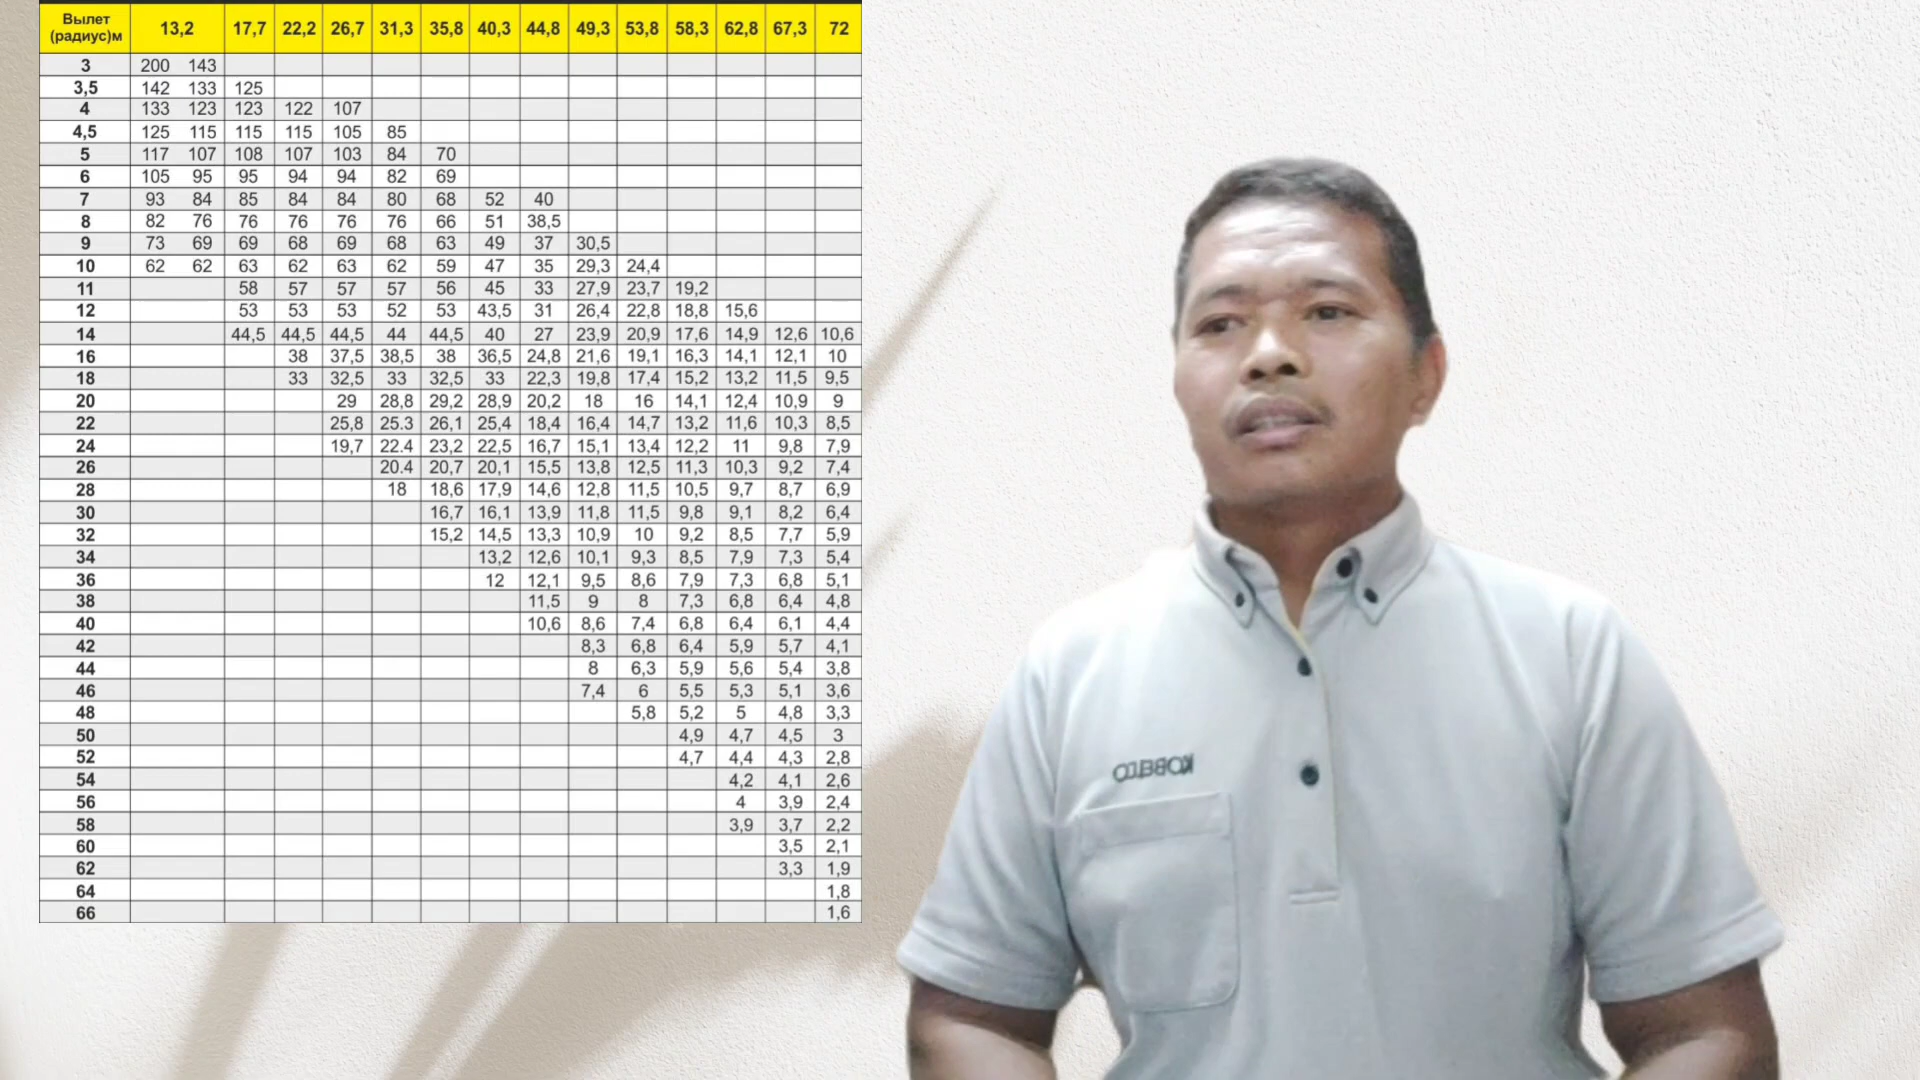 Вылет (радиус)м 13,2 17,7 22,2 26,7 31,3 35,8 40,3 44,8 49,3 53,8 58,3 62,8 67,3 72
3 200 143
3,5 142 133 125
4 133 123 123 122 107
4,5 125 115 115 115 105 85
5 117 107 108 107 103 84 70
6 105 95 95 94 94 82 69
7 93 84 85 84 84 80 68 52 40
8 82 76 76 76 76 76 66 51 38,5
9 73 69 69 68 69 68 63 49 37 30,5
10 62 62 63 62 63 62 59 47 35 29,3 24,4
11 58 57 57 57 56 45 33 27,9 23,7 19,2
12 53 53 53 52 53 43,5 31 26,4 22,8 18,8 15,6
14 44,5 44,5 44,5 44 44,5 40 27 23,9 20,9 17,6 14,9 12,6 10,6
16 38 37,5 38,5 38 36,5 24,8 21,6 19,1 16,3 14,1 12,1 10
18 33 32,5 33 32,5 33 22,3 19,8 17,4 15,2 13,2 11,5 9,5
20 29 28,8 29,2 28,9 20,2 18 16 14,1 12,4 10,9 9
22 25,8 25.3 26,1 25,4 18,4 16,4 14,7 13,2 11,6 10,3 8,5
24 19,7 22.4 23,2 22,5 16,7 15,1 13,4 12,2 11 9,8 7,9
26 20.4 20,7 20,1 15,5 13,8 12,5 11,3 10,3 9,2 7,4
28 18 18,6 17,9 14,6 12,8 11,5 10,5 9,7 8,7 6,9
30 16,7 16,1 13,9 11,8 11,5 9,8 9,1 8,2 6,4
32 15,2 14,5 13,3 10,9 10 9,2 8,5 7,7 5,9
34 13,2 12,6 10,1 9,3 8,5 7,9 7,3 5,4
36 12 12,1 9,5 8,6 7,9 7,3 6,8 5,1
38 11,5 9 8 7,3 6,8 6,4 4,8
40 10,6 8,6 7,4 6,8 6,4 6,1 4,4
42 8,3 6,8 6,4 5,9 5,7 4,1
44 8 6,3 5,9 5,6 5,4 3,8
46 7,4 6 5,5 5,3 5,1 3,6
48 5,8 5,2 5 4,8 3,3
50 4,9 4,7 4,5 3
52 4,7 4,4 4,3 2,8
54 4,2 4,1 2,6
56 4 3,9 2,4
58 3,9 3,7 2,2
60 3,5 2,1
62 3,3 1,9
64 1,8
66 1,6
KOBELCO